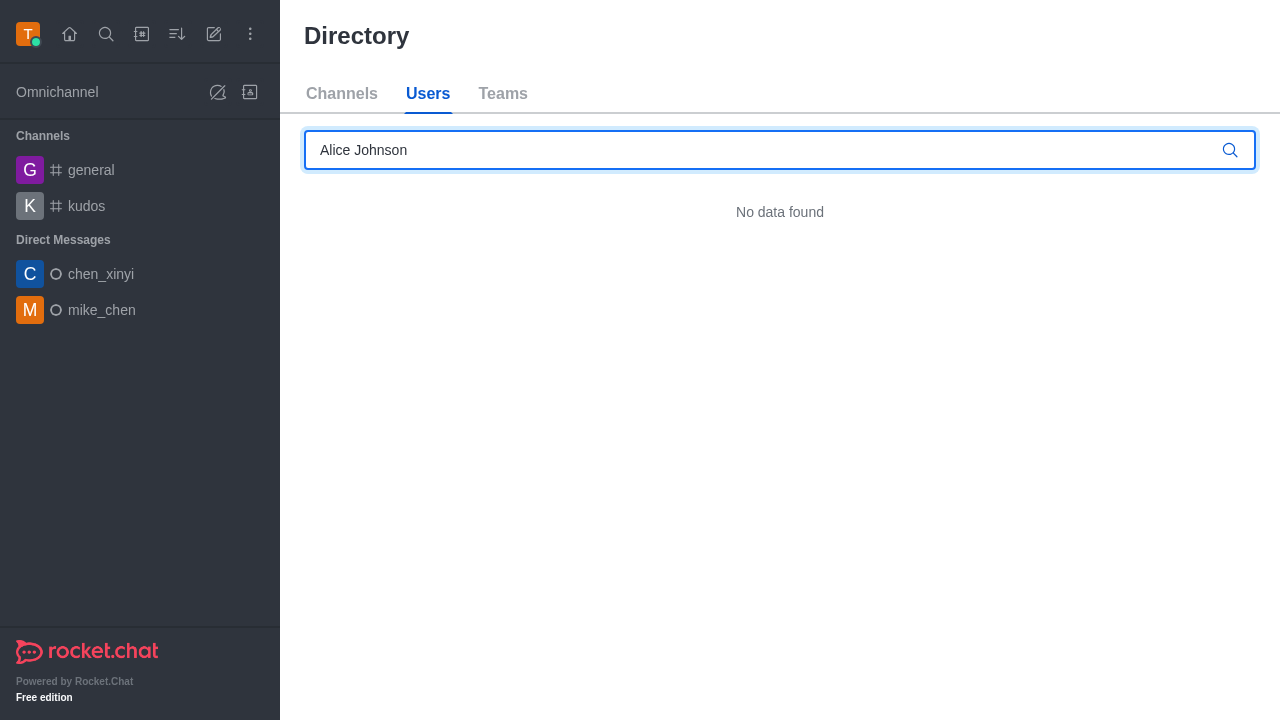 T
Directory
Omnichannel
Channels Users Teams
Channels
Alice Johnson
G general
No data found
K kudos
Direct Messages
C chen_xinyi
M mike_chen
rocket.chat
Powered by Rocket.Chat
Free edition